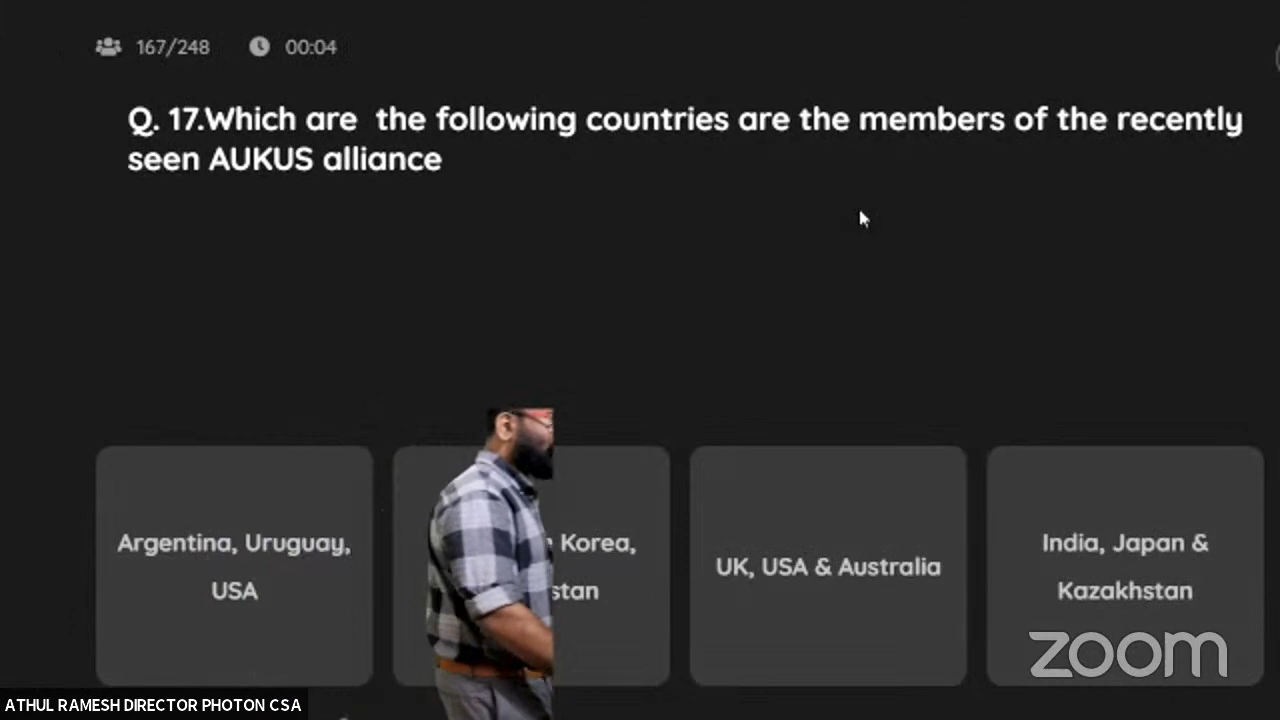 167/248 00:04
Q. 17.Which are the following countries are the members of the recently
seen AUKUS alliance
Argentina, Uruguay,
USA
Korea,
UK, USA & Australia
India, Japan &
Kazakhstan
zoom
ATHUL RAMESH DIRECTOR PHOTON CSA